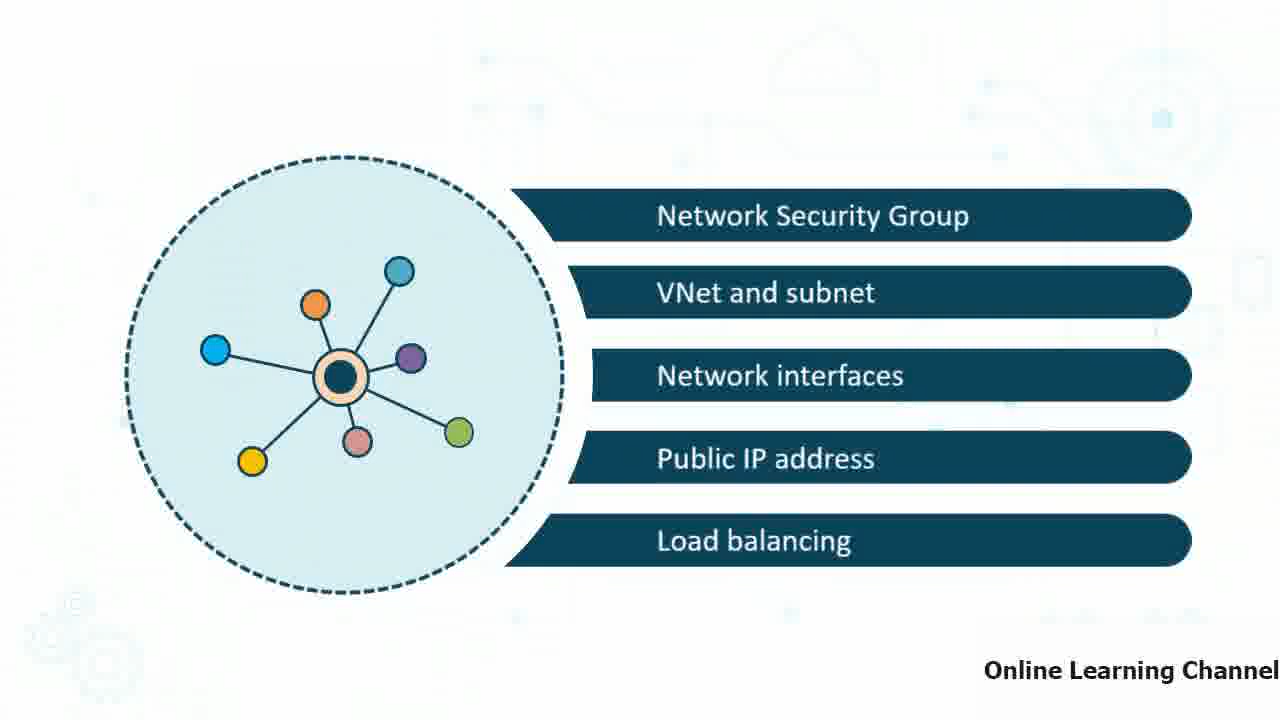 Network Security Group
VNet and subnet
Network interfaces
Public IP address
Load balancing
Online Learning Channel